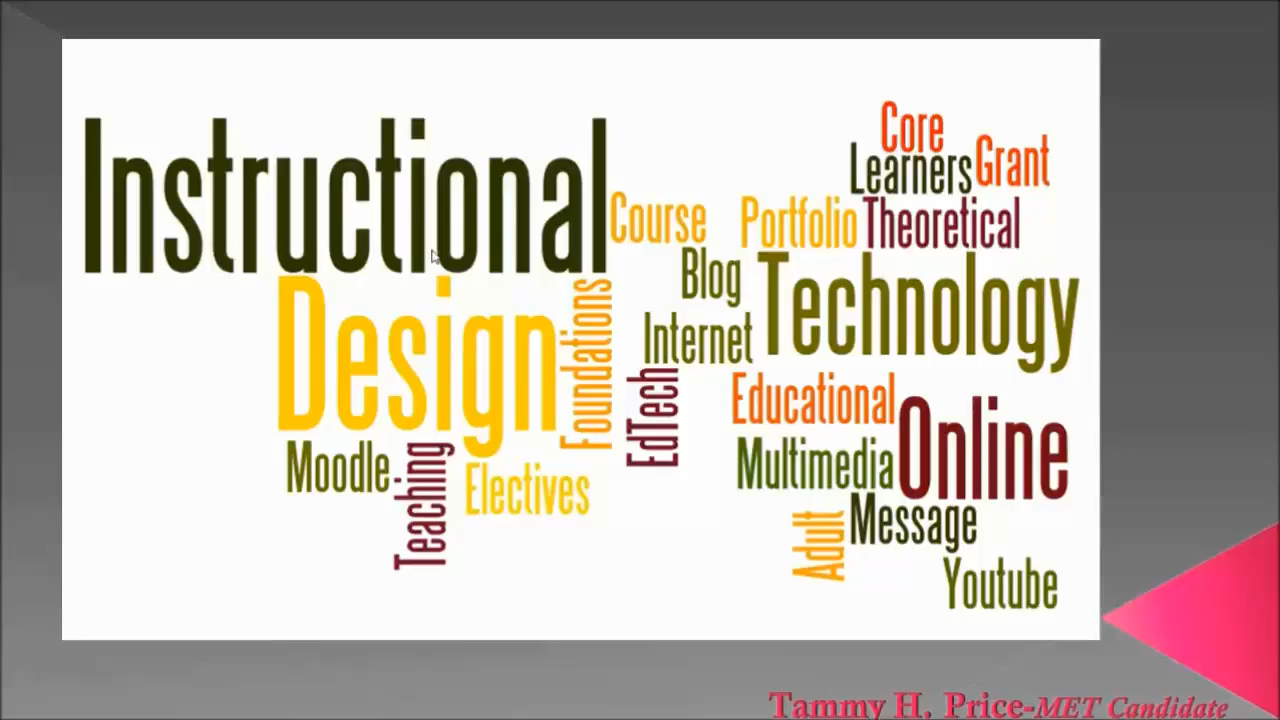 Instructional
Design
Moodle
Teaching
Electives
Foundations
Course
Portfolio
Core
Learners
Grant
Theoretical
Blog
Technology
Internet
EdTech
Educational
Multimedia
Online
Adult
Message
Youtube
Tammy H. Price-MET Candidate